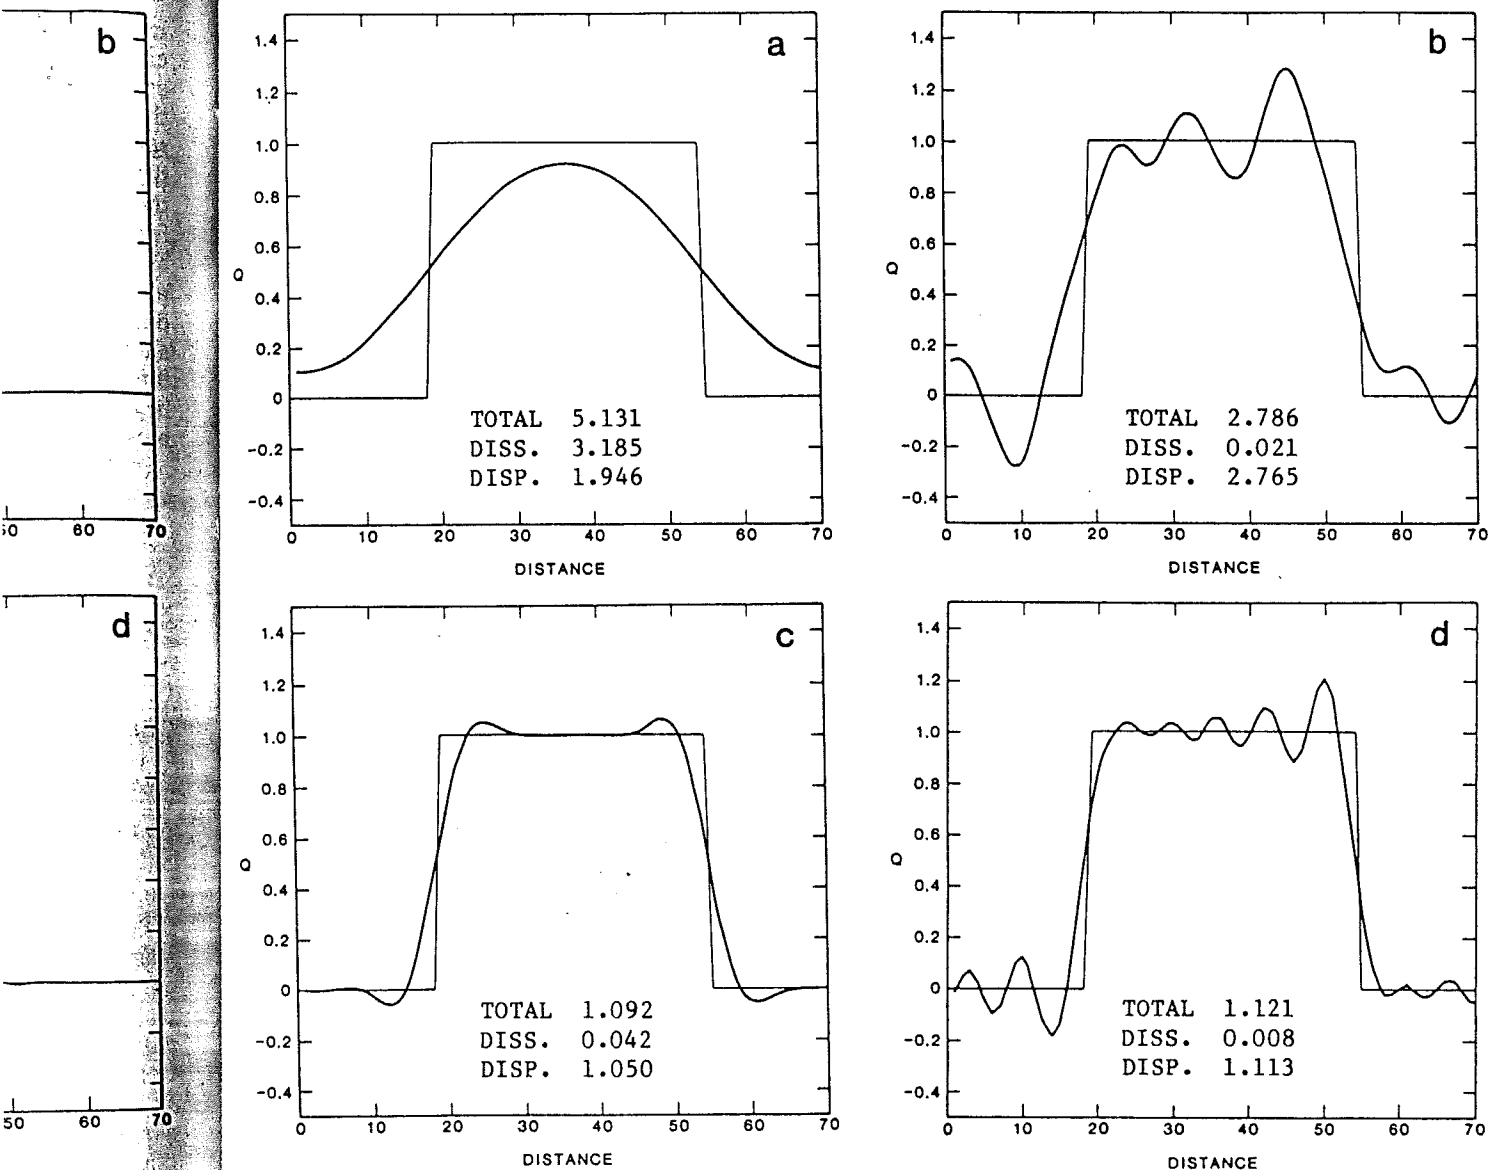 b
50 60 70
d
50 60 70
a
1.4
1.2
1.0
0.8
0.6
Q
0.4
0.2
0
-0.2
-0.4
TOTAL 5.131
DISS. 3.185
DISP. 1.946
0 10 20 30 40 50 60 70
DISTANCE
b
1.4
1.2
1.0
0.8
0.6
Q
0.4
0.2
0
-0.2
-0.4
TOTAL 2.786
DISS. 0.021
DISP. 2.765
0 10 20 30 40 50 60 70
DISTANCE
c
1.4
1.2
1.0
0.8
0.6
Q
0.4
0.2
0
-0.2
-0.4
TOTAL 1.092
DISS. 0.042
DISP. 1.050
0 10 20 30 40 50 60 70
DISTANCE
d
1.4
1.2
1.0
0.8
0.6
Q
0.4
0.2
0
-0.2
-0.4
TOTAL 1.121
DISS. 0.008
DISP. 1.113
0 10 20 30 40 50 60 70
DISTANCE